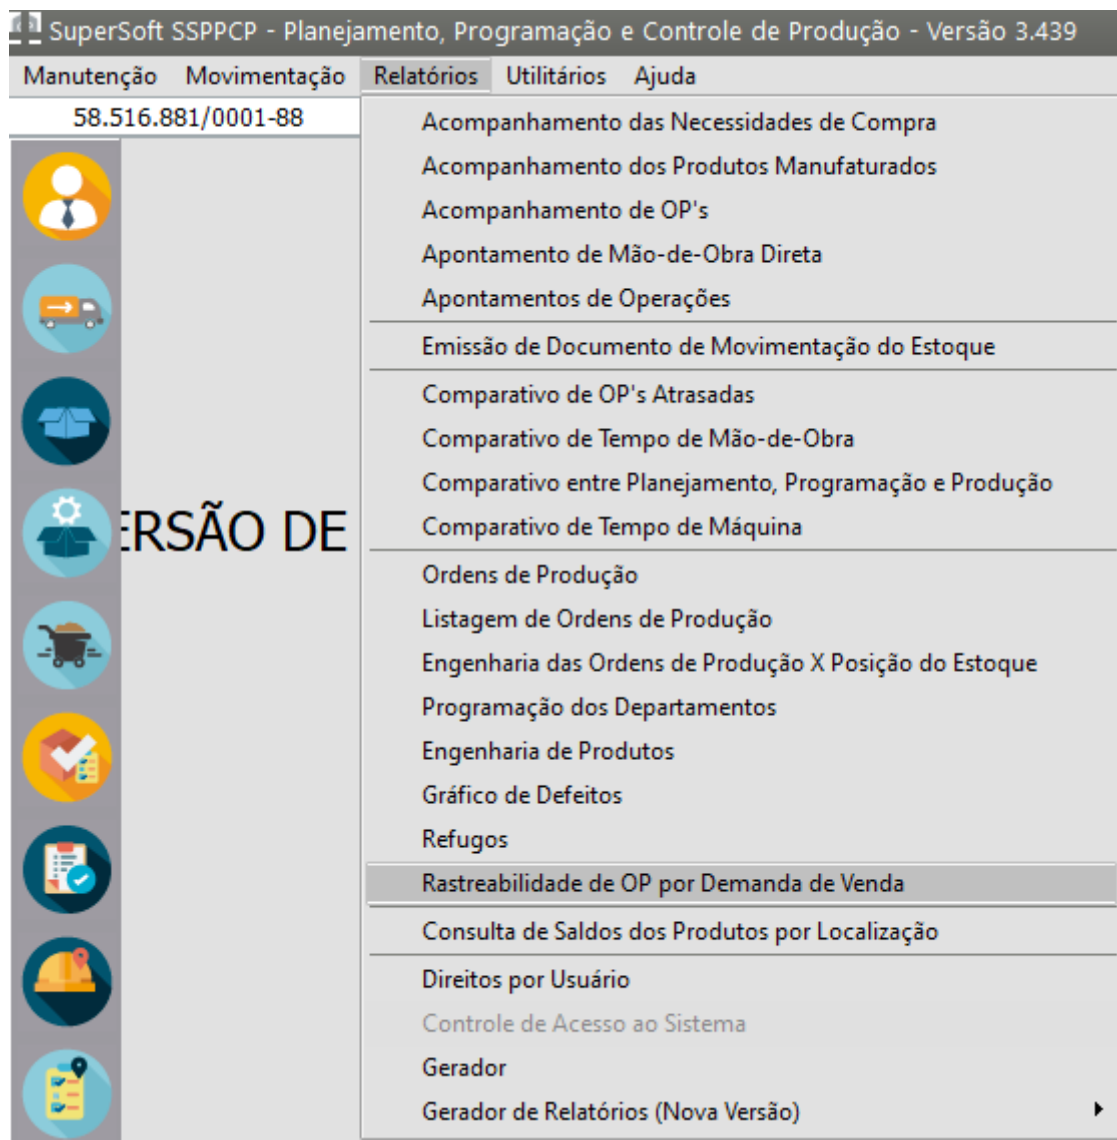 SuperSoft SSPPCP - Planejamento, Programação e Controle de Produção - Versão 3.439
Manutenção Movimentação Relatórios Utilitários Ajuda
58.516.881/0001-88
Acompanhamento das Necessidades de Compra
Acompanhamento dos Produtos Manufaturados
Acompanhamento de OP's
Apontamento de Mão-de-Obra Direta
Apontamentos de Operações
Emissão de Documento de Movimentação do Estoque
Comparativo de OP's Atrasadas
Comparativo de Tempo de Mão-de-Obra
Comparativo entre Planejamento, Programação e Produção
ERSÃO DE
Comparativo de Tempo de Máquina
Ordens de Produção
Listagem de Ordens de Produção
Engenharia das Ordens de Produção X Posição do Estoque
Programação dos Departamentos
Engenharia de Produtos
Gráfico de Defeitos
Refugos
Rastreabilidade de OP por Demanda de Venda
Consulta de Saldos dos Produtos por Localização
Direitos por Usuário
Controle de Acesso ao Sistema
Gerador
Gerador de Relatórios (Nova Versão)